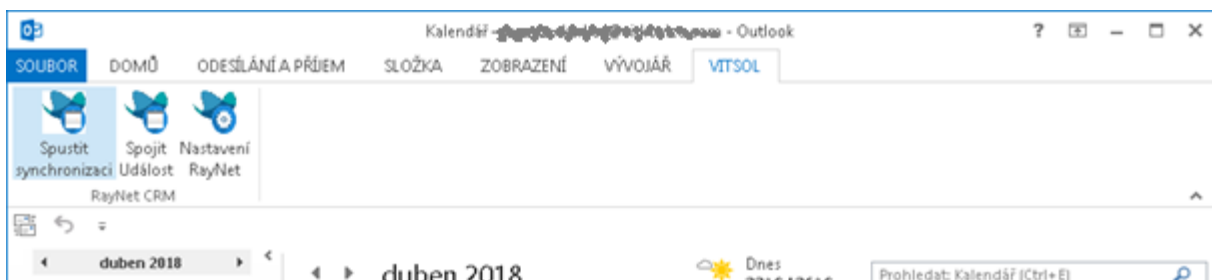 Kalendář - - Outlook
SOUBOR DOMŮ ODESÍLÁNÍ A PŘÍJEM SLOŽKA ZOBRAZENÍ VÝVOJÁŘ VITSOL
Spustit synchronizaci
Spojit Událost
Nastavení RayNet
RayNet CRM
duben 2018
duben 2018
Dnes
Prohledat: Kalendář (Ctrl+E)